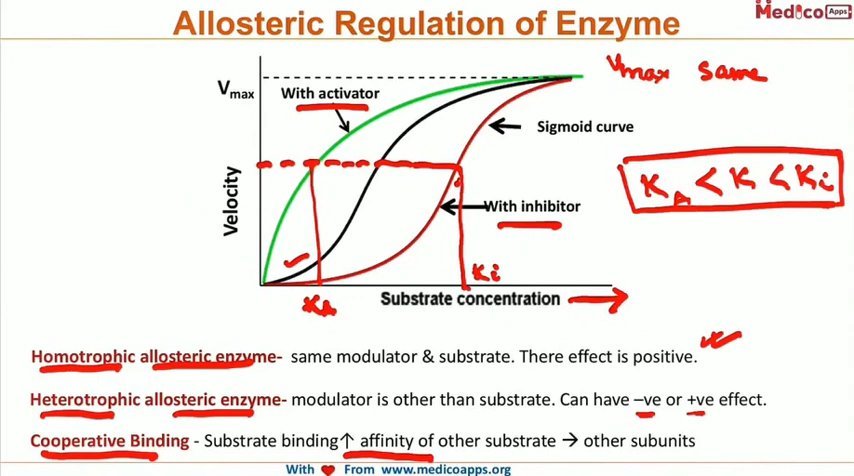 Allosteric Regulation of Enzyme
Medico Apps
Vmax
With activator
Vmax same
Sigmoid curve
KA < K < Ki
Velocity
With inhibitor
Ki
Substrate concentration
KA
Homotrophic allosteric enzyme- same modulator & substrate. There effect is positive.
Heterotrophic allosteric enzyme- modulator is other than substrate. Can have –ve or +ve effect.
Cooperative Binding - Substrate binding↑ affinity of other substrate → other subunits
With ❤ From www.medicoapps.org